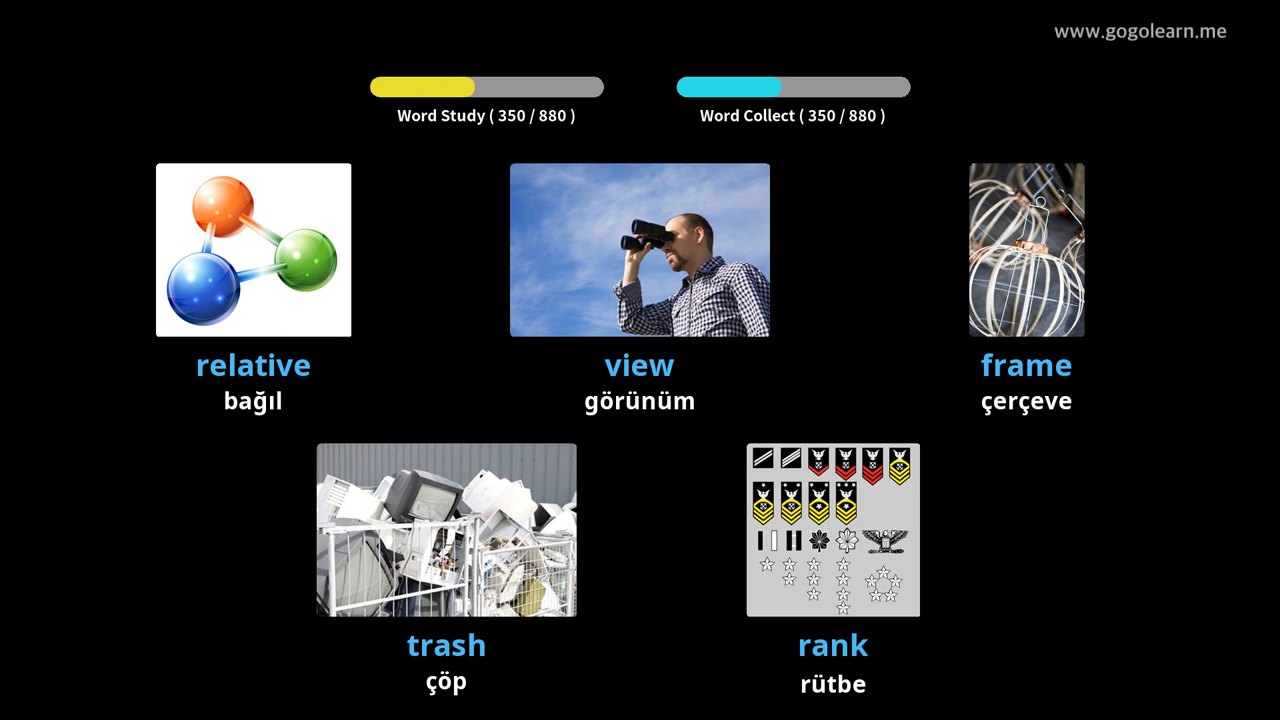 www.gogolearn.me
Word Study ( 350 / 880 )
Word Collect ( 350 / 880 )
relative
bağıl
view
görünüm
frame
çerçeve
trash
çöp
rank
rütbe